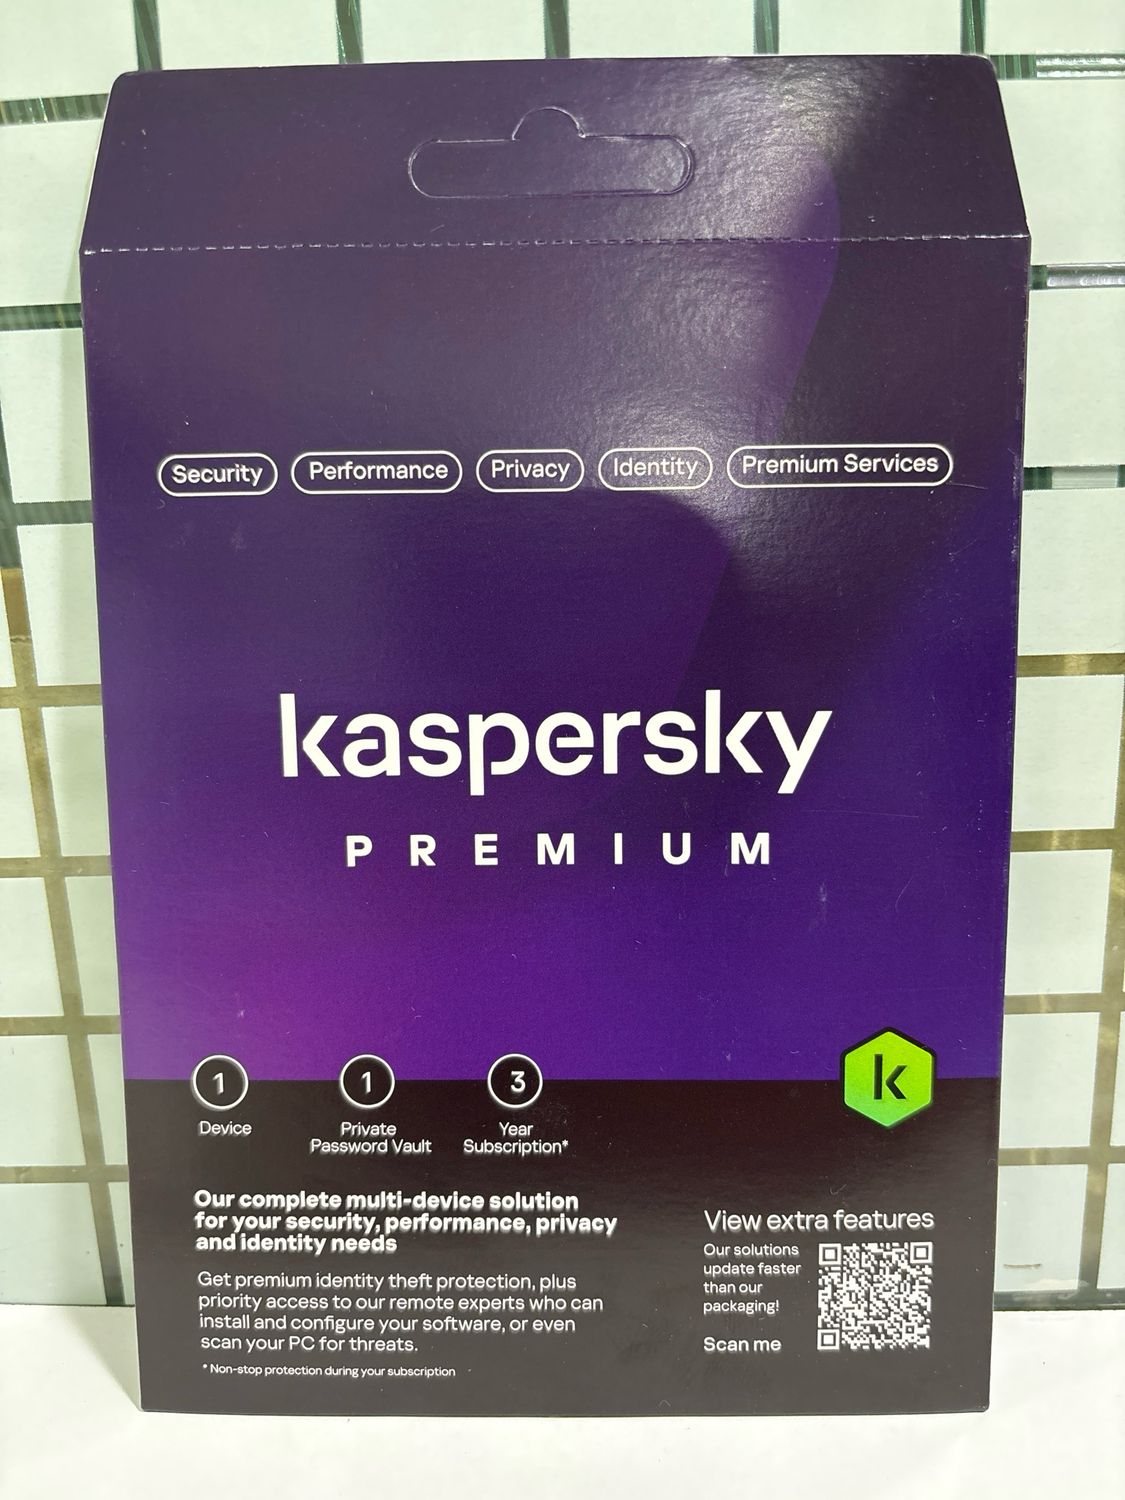 Security Performance Privacy Identity Premium Services
kaspersky
PREMIUM
1 1 3
Device Private Year
Password Vault Subscription*
k
Our complete multi-device solution
for your security, performance, privacy
and identity needs
Get premium identity theft protection, plus
priority access to our remote experts who can
install and configure your software, or even
scan your PC for threats.
* Non-stop protection during your subscription
View extra features
Our solutions
update faster
than our
packaging!
Scan me